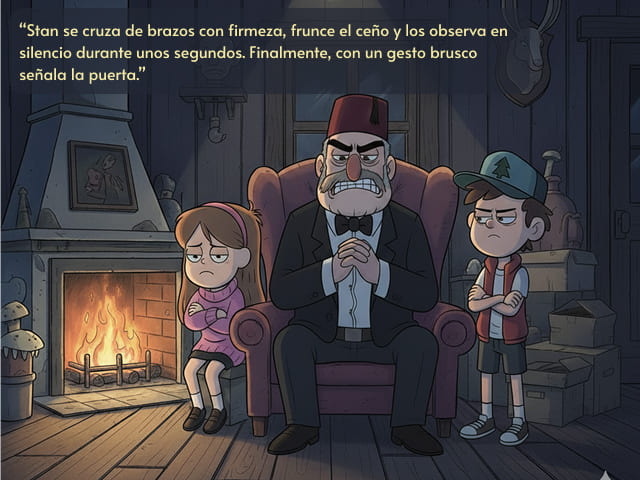 “Stan se cruza de brazos con firmeza, frunce el ceño y los observa en
silencio durante unos segundos. Finalmente, con un gesto brusco
señala la puerta.”